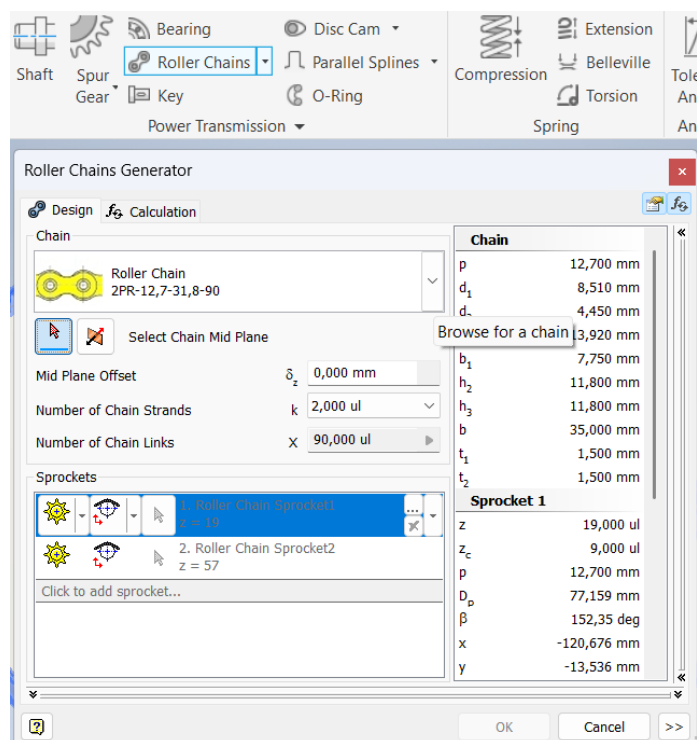 Bearing
Disc Cam
Extension
Shaft
Spur Gear
Roller Chains
Parallel Splines
Compression
Belleville
Key
O-Ring
Torsion
Power Transmission
Spring
Roller Chains Generator
Design
Calculation
Chain
Roller Chain
2PR-12,7-31,8-90
Select Chain Mid Plane
Browse for a chain
Mid Plane Offset δz 0,000 mm
Number of Chain Strands k 2,000 ul
Number of Chain Links X 90,000 ul
Sprockets
1. Roller Chain Sprocket1
z = 19
...
2. Roller Chain Sprocket2
z = 57
Click to add sprocket...
Chain
p 12,700 mm
d1 8,510 mm
4,450 mm
13,920 mm
b1 7,750 mm
h2 11,800 mm
h3 11,800 mm
b 35,000 mm
t1 1,500 mm
t2 1,500 mm
Sprocket 1
z 19,000 ul
zc 9,000 ul
p 12,700 mm
Dp 77,159 mm
β 152,35 deg
x -120,676 mm
y -13,536 mm
OK
Cancel
>>